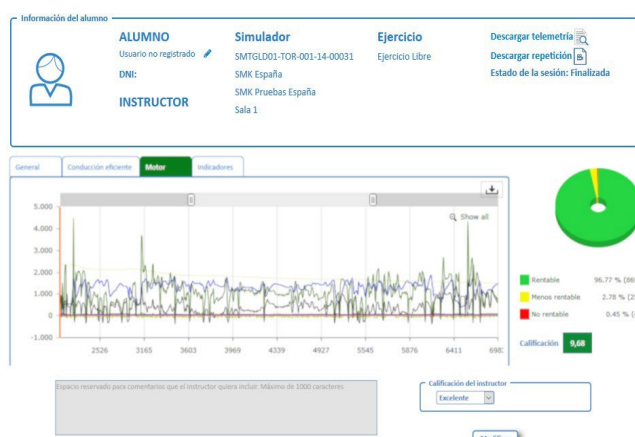 Información del alumno
ALUMNO
Usuario no registrado
DNI:
INSTRUCTOR
Simulador
SMTGLD01-TOR-001-14-00031
SMK España
SMK Pruebas España
Sala 1
Ejercicio
Ejercicio Libre
Descargar telemetría
Descargar repetición
Estado de la sesión: Finalizada
General
Conducción eficiente
Motor
Indicadores
Show all
5.000
4.000
3.000
2.000
1.000
0
-1.000
2526 3165 3603 3969 4339 4927 5545 5876 6411 698
Rentable 96.77 % (86
Menos rentable 2.78 % (2
No rentable 0.45 % (
Calificación 9,68
Espacio reservado para comentarios que el instructor quiera incluir. Máximo de 1000 caracteres
Calificación del instructor
Excelente